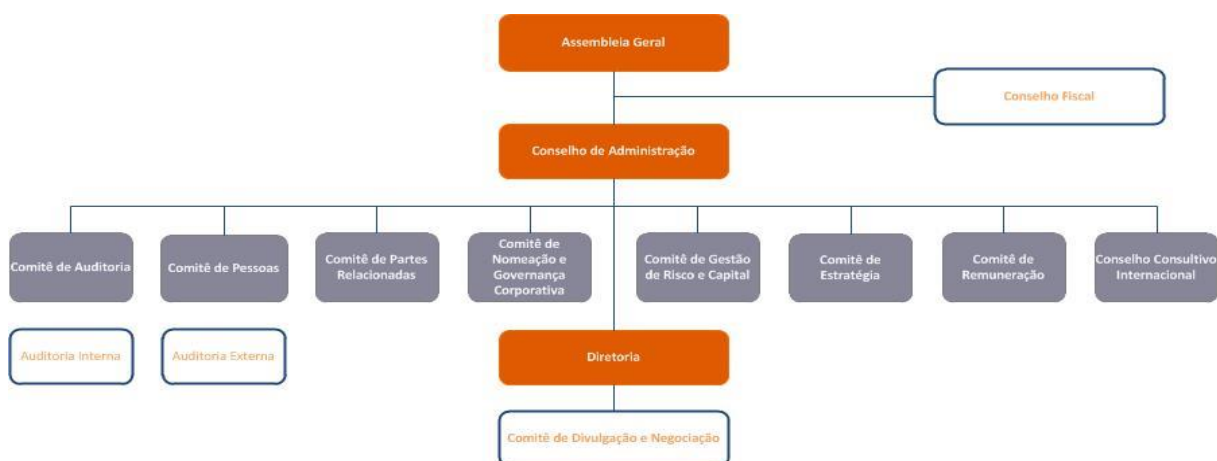 Assembleia Geral
Conselho Fiscal
Conselho de Administração
Comitê de Auditoria
Comitê de Pessoas
Comitê de Partes
Relacionadas
Comitê de
Nomeação e
Governança
Corporativa
Comitê de Gestão
de Risco e Capital
Comitê de
Estratégia
Comitê de
Remuneração
Conselho Consultivo
Internacional
Auditoria Interna
Auditoria Externa
Diretoria
Comitê de Divulgação e Negociação